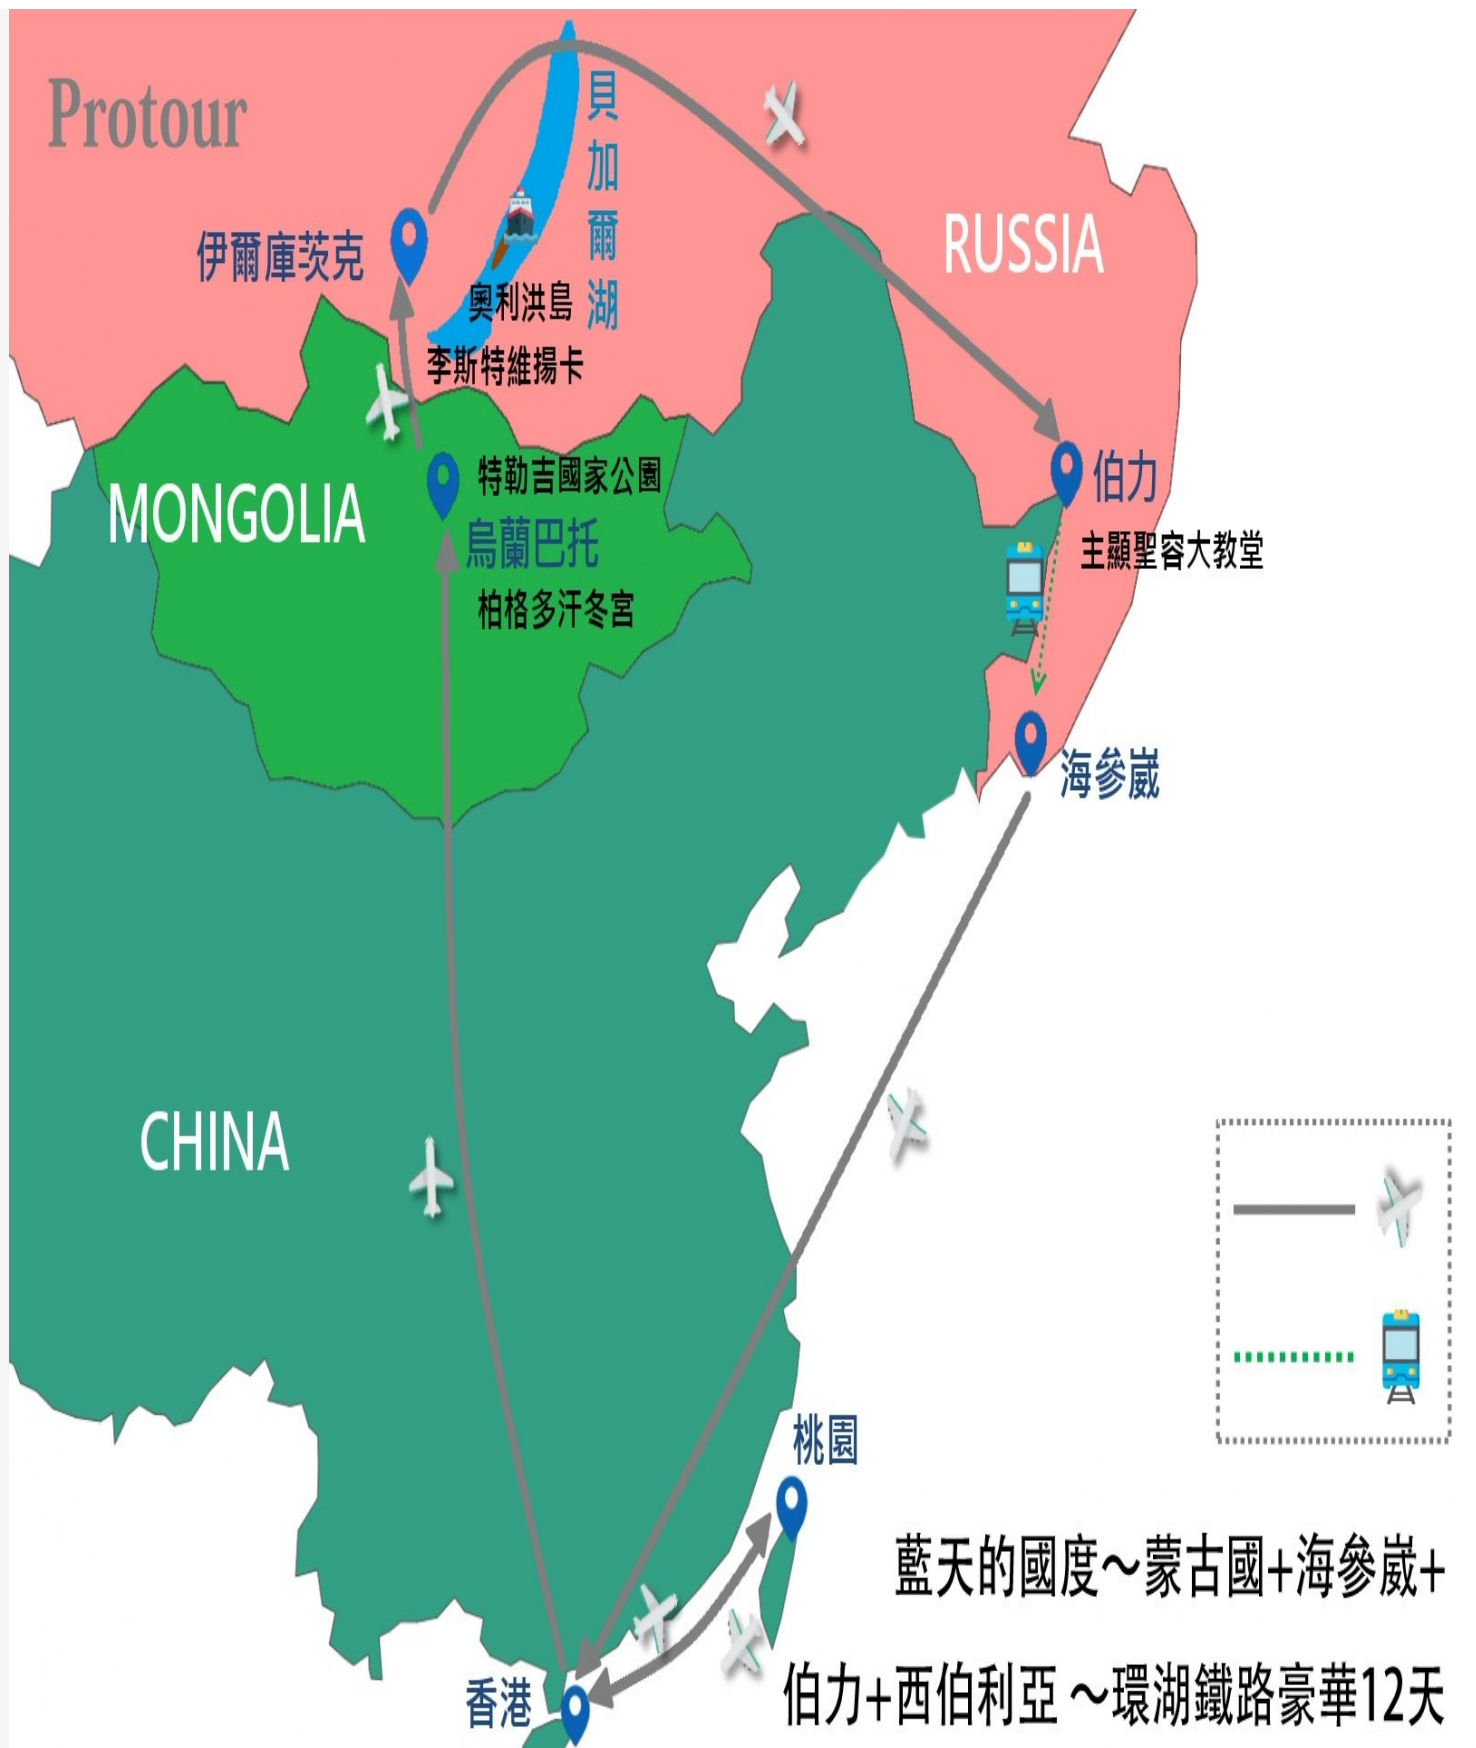 Protour
貝加爾湖
RUSSIA
伊爾庫茨克
奧利洪島
李斯特維揚卡
伯力
特勒吉國家公園
MONGOLIA
烏蘭巴托
主顯聖容大教堂
柏格多汗冬宮
海參崴
CHINA
桃園
藍天的國度～蒙古國+海參崴+
香港
伯力+西伯利亞 ～環湖鐵路豪華12天